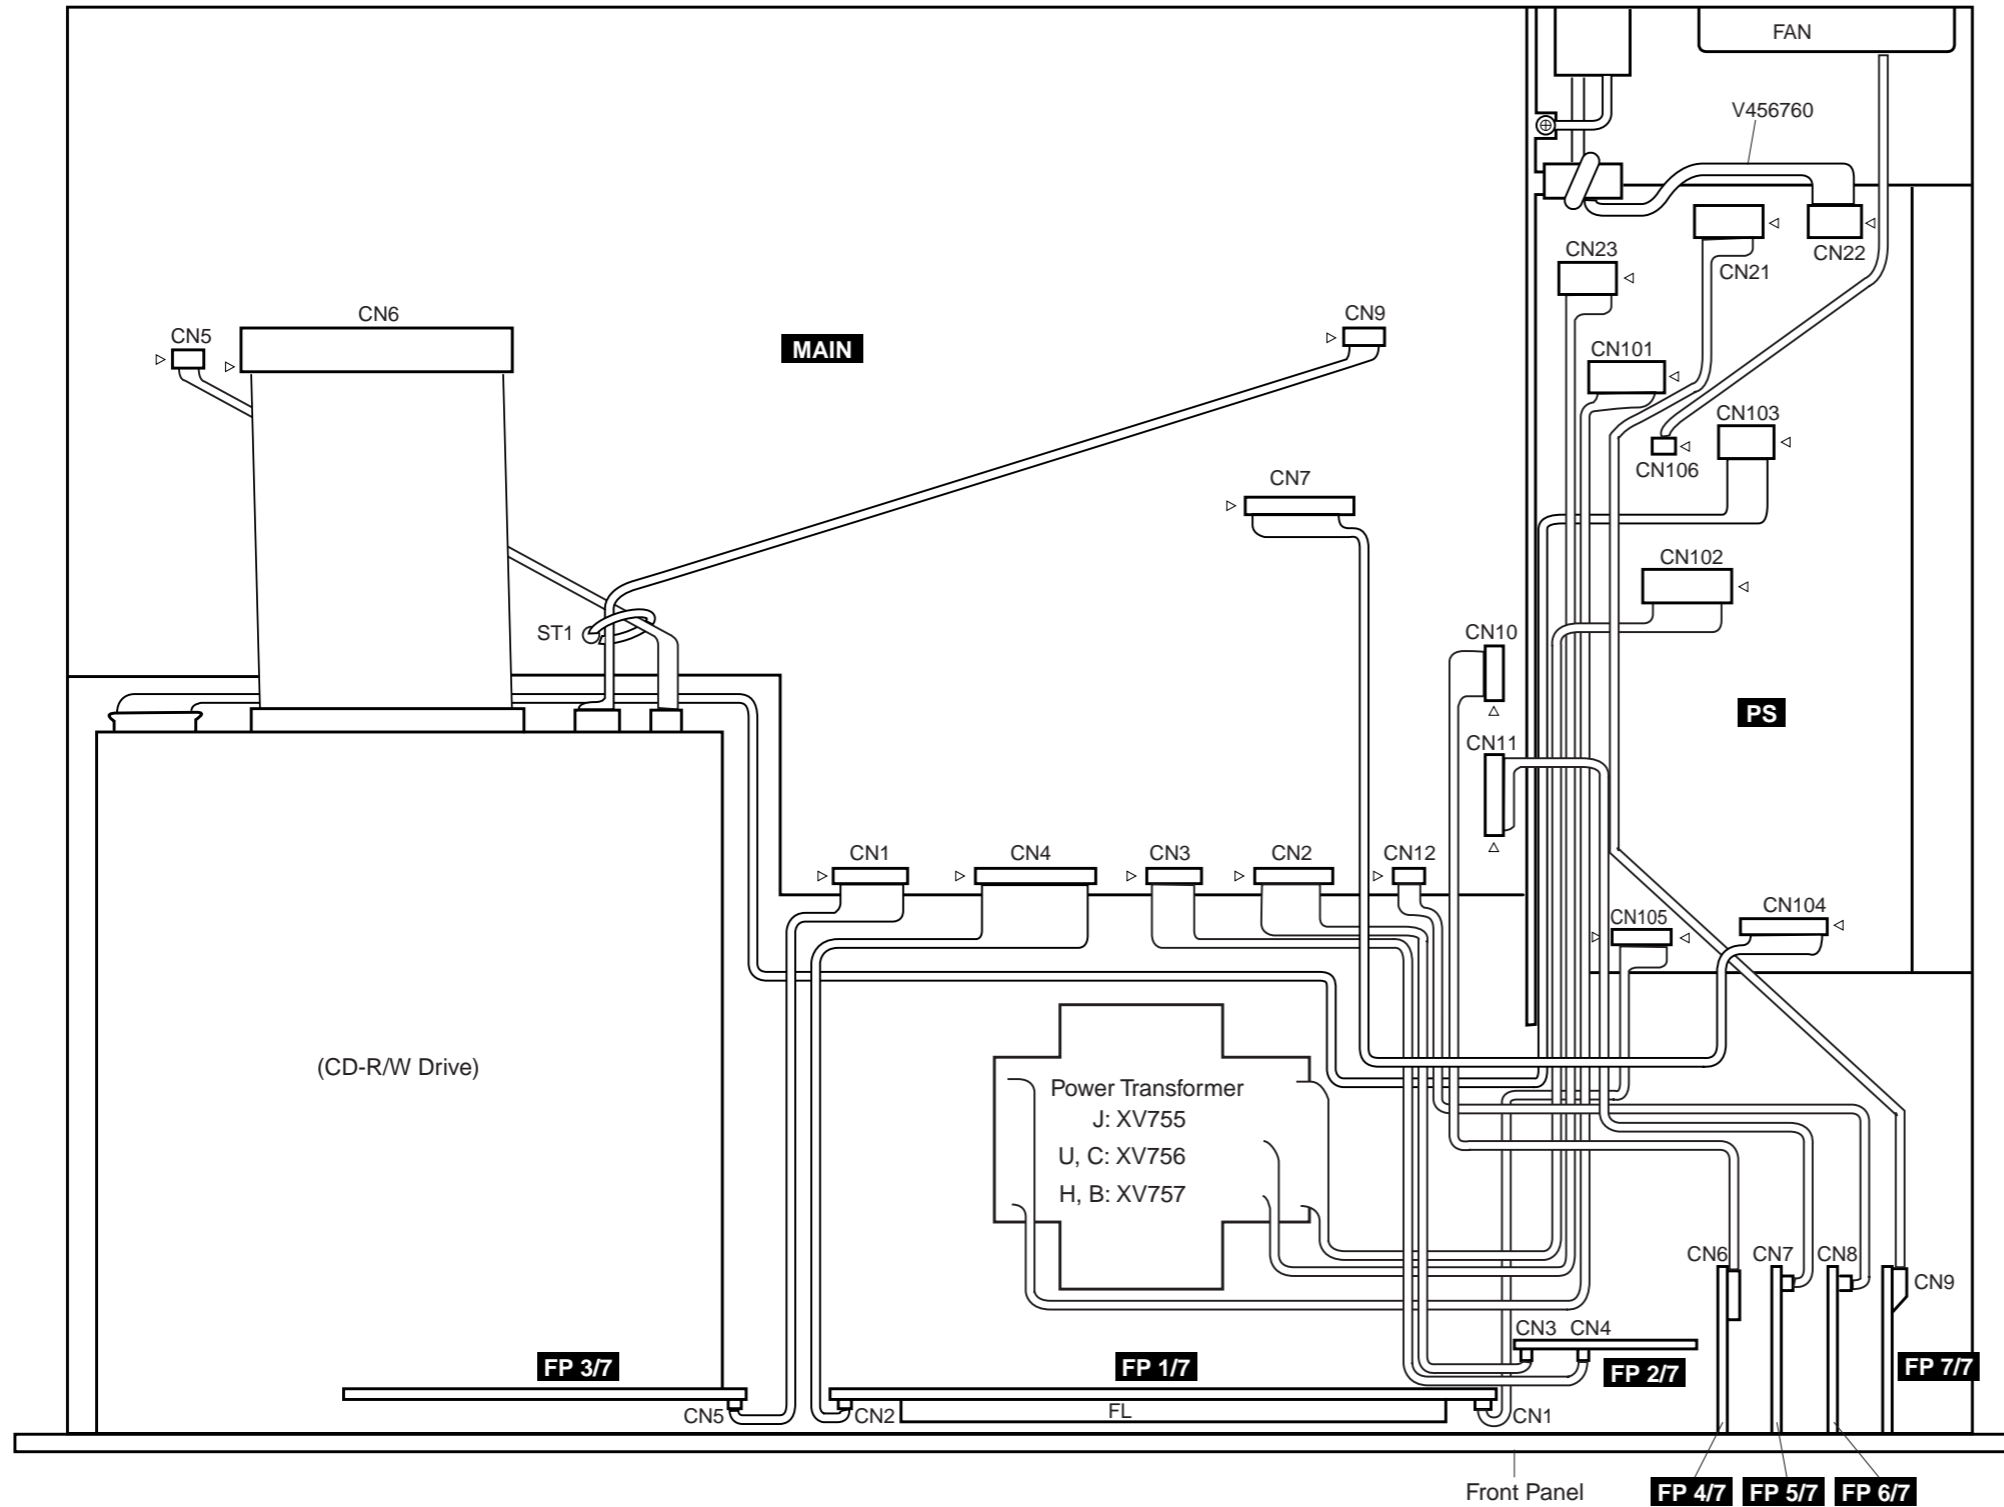 FAN
V456760
CN23
CN21
CN22
CN5
CN6
MAIN
CN9
CN101
CN103
CN106
CN7
CN102
ST1
CN10
PS
CN11
CN1
CN4
CN3
CN2
CN12
CN105
CN104
(CD-R/W Drive)
Power Transformer
J: XV755
U, C: XV756
H, B: XV757
CN6
CN7
CN8
CN9
CN3
CN4
FP 3/7
FP 1/7
FP 2/7
FP 7/7
CN5
CN2
FL
CN1
Front Panel
FP 4/7
FP 5/7
FP 6/7